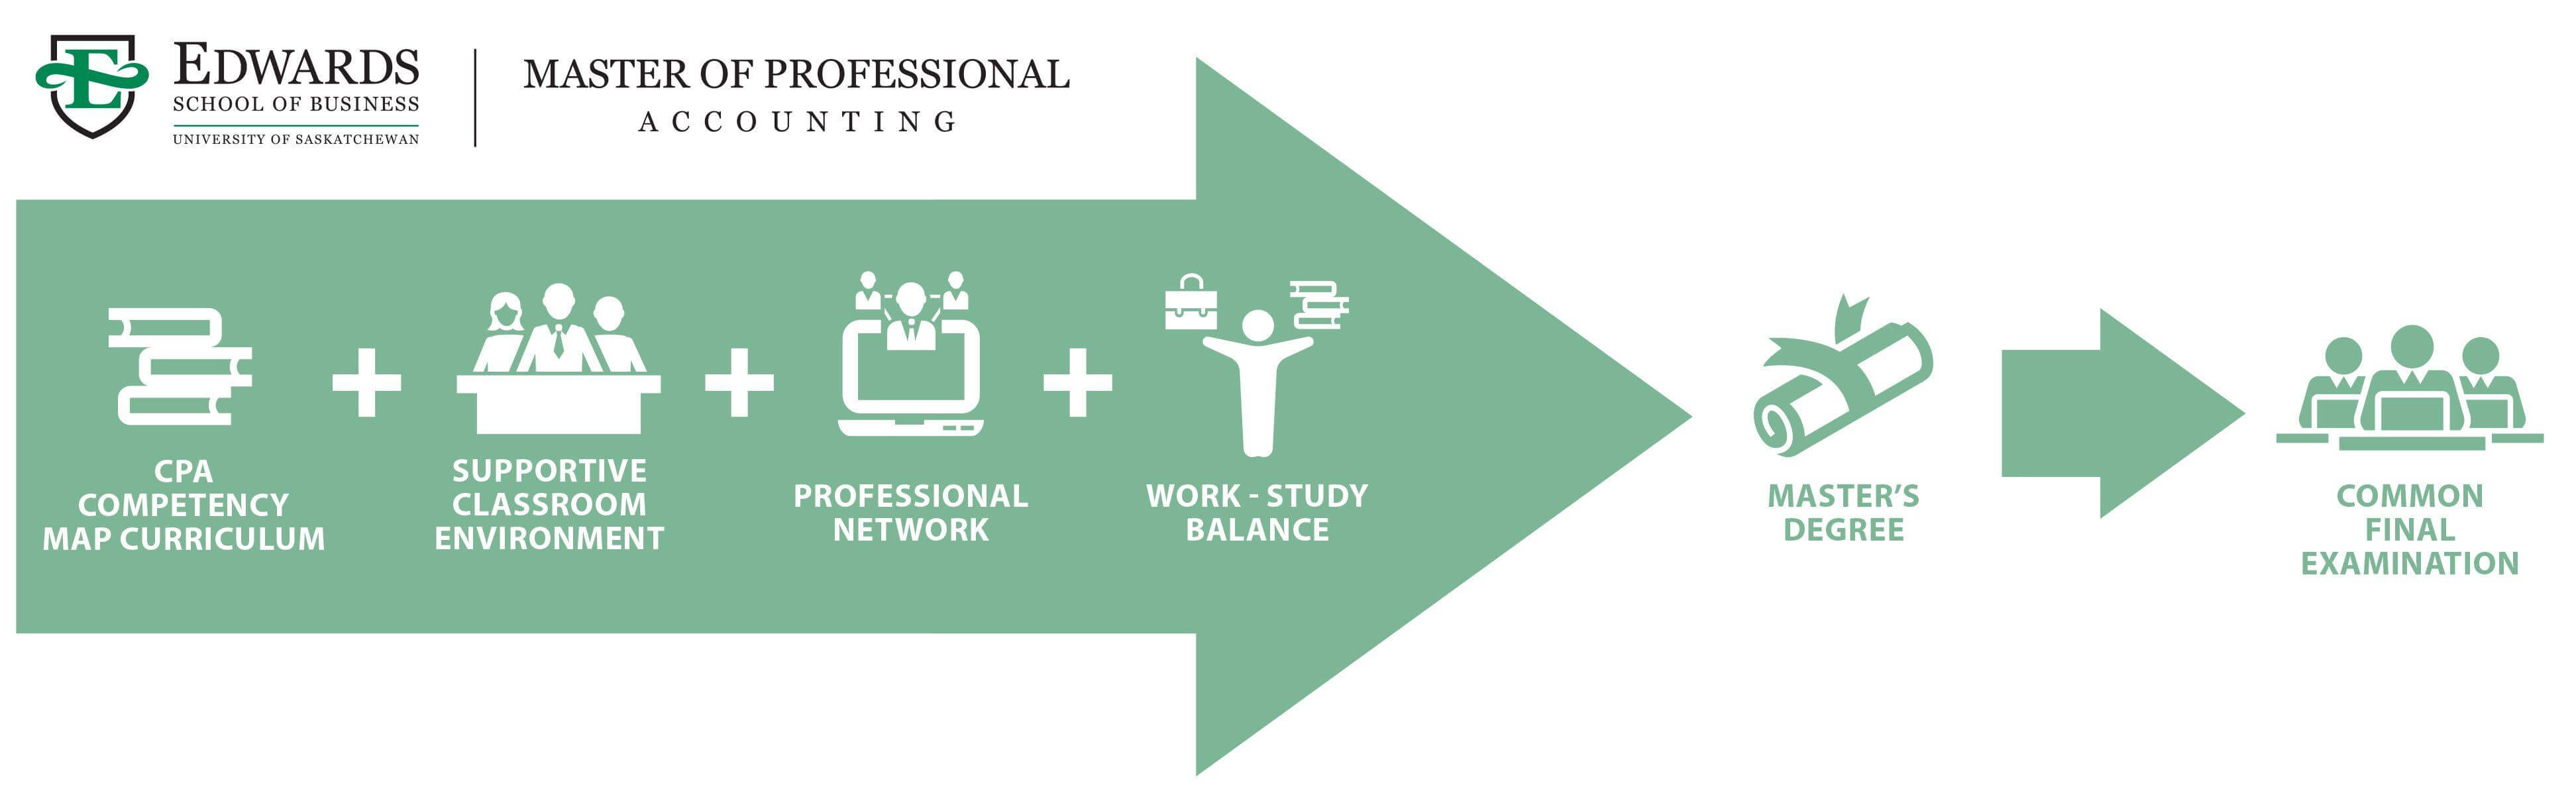 EDWARDS
SCHOOL OF BUSINESS
UNIVERSITY OF SASKATCHEWAN
MASTER OF PROFESSIONAL
ACCOUNTING
CPA
COMPETENCY
MAP CURRICULUM
+
SUPPORTIVE
CLASSROOM
ENVIRONMENT
+
PROFESSIONAL
NETWORK
+
WORK - STUDY
BALANCE
MASTER'S
DEGREE
COMMON
FINAL
EXAMINATION